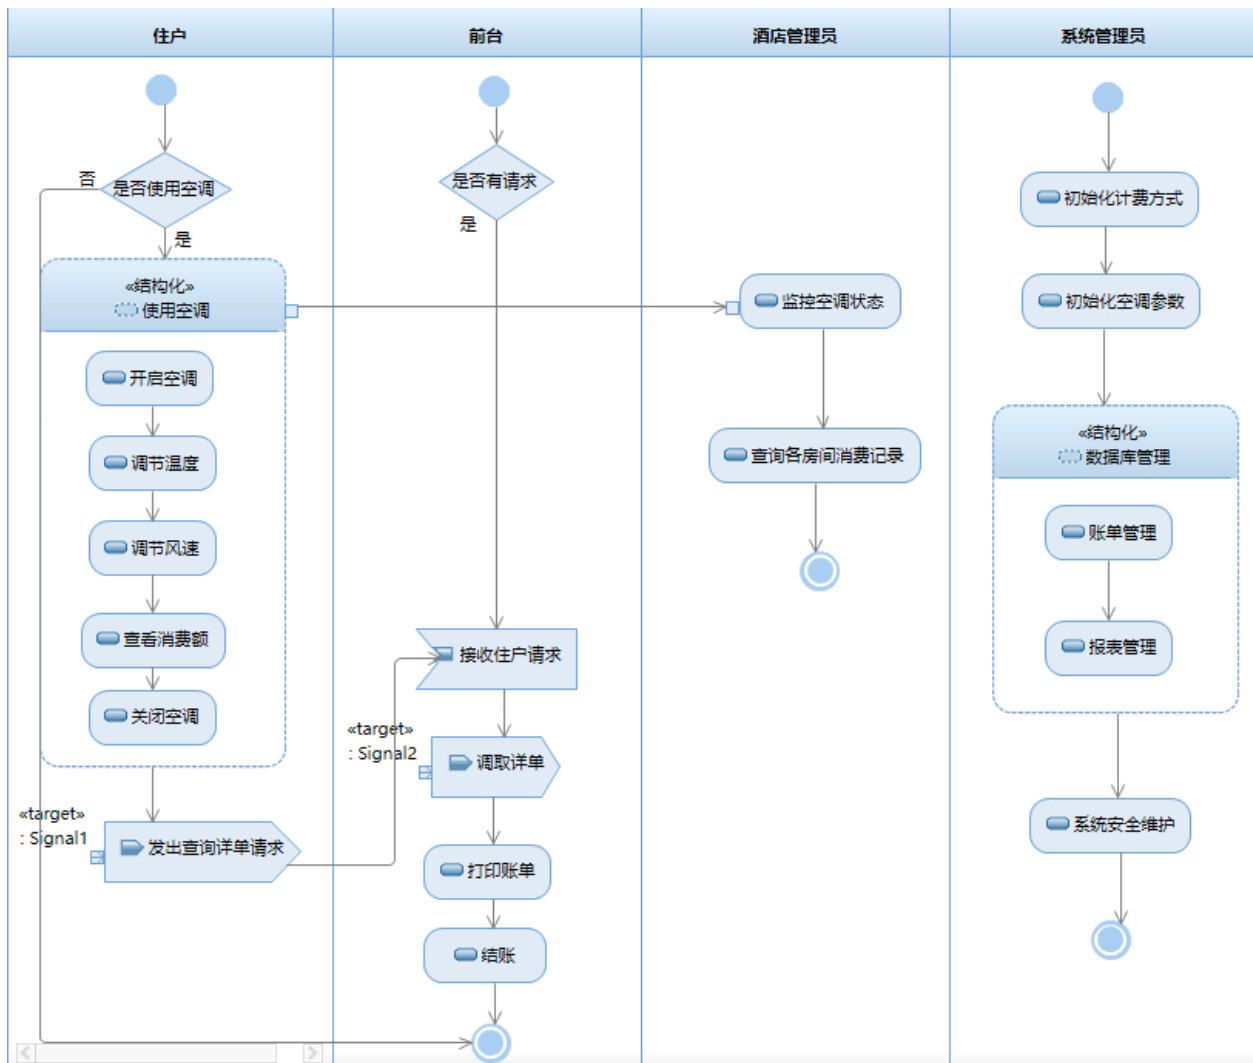 住户
前台
酒店管理员
系统管理员
是否使用空调
否
是
«结构化»
使用空调
开启空调
调节温度
调节风速
查看消费额
关闭空调
«target»
: Signal1
发出查询详单请求
是否有请求
是
接收住户请求
«target»
: Signal2
调取详单
打印账单
结账
监控空调状态
查询各房间消费记录
初始化计费方式
初始化空调参数
«结构化»
数据库管理
账单管理
报表管理
系统安全维护